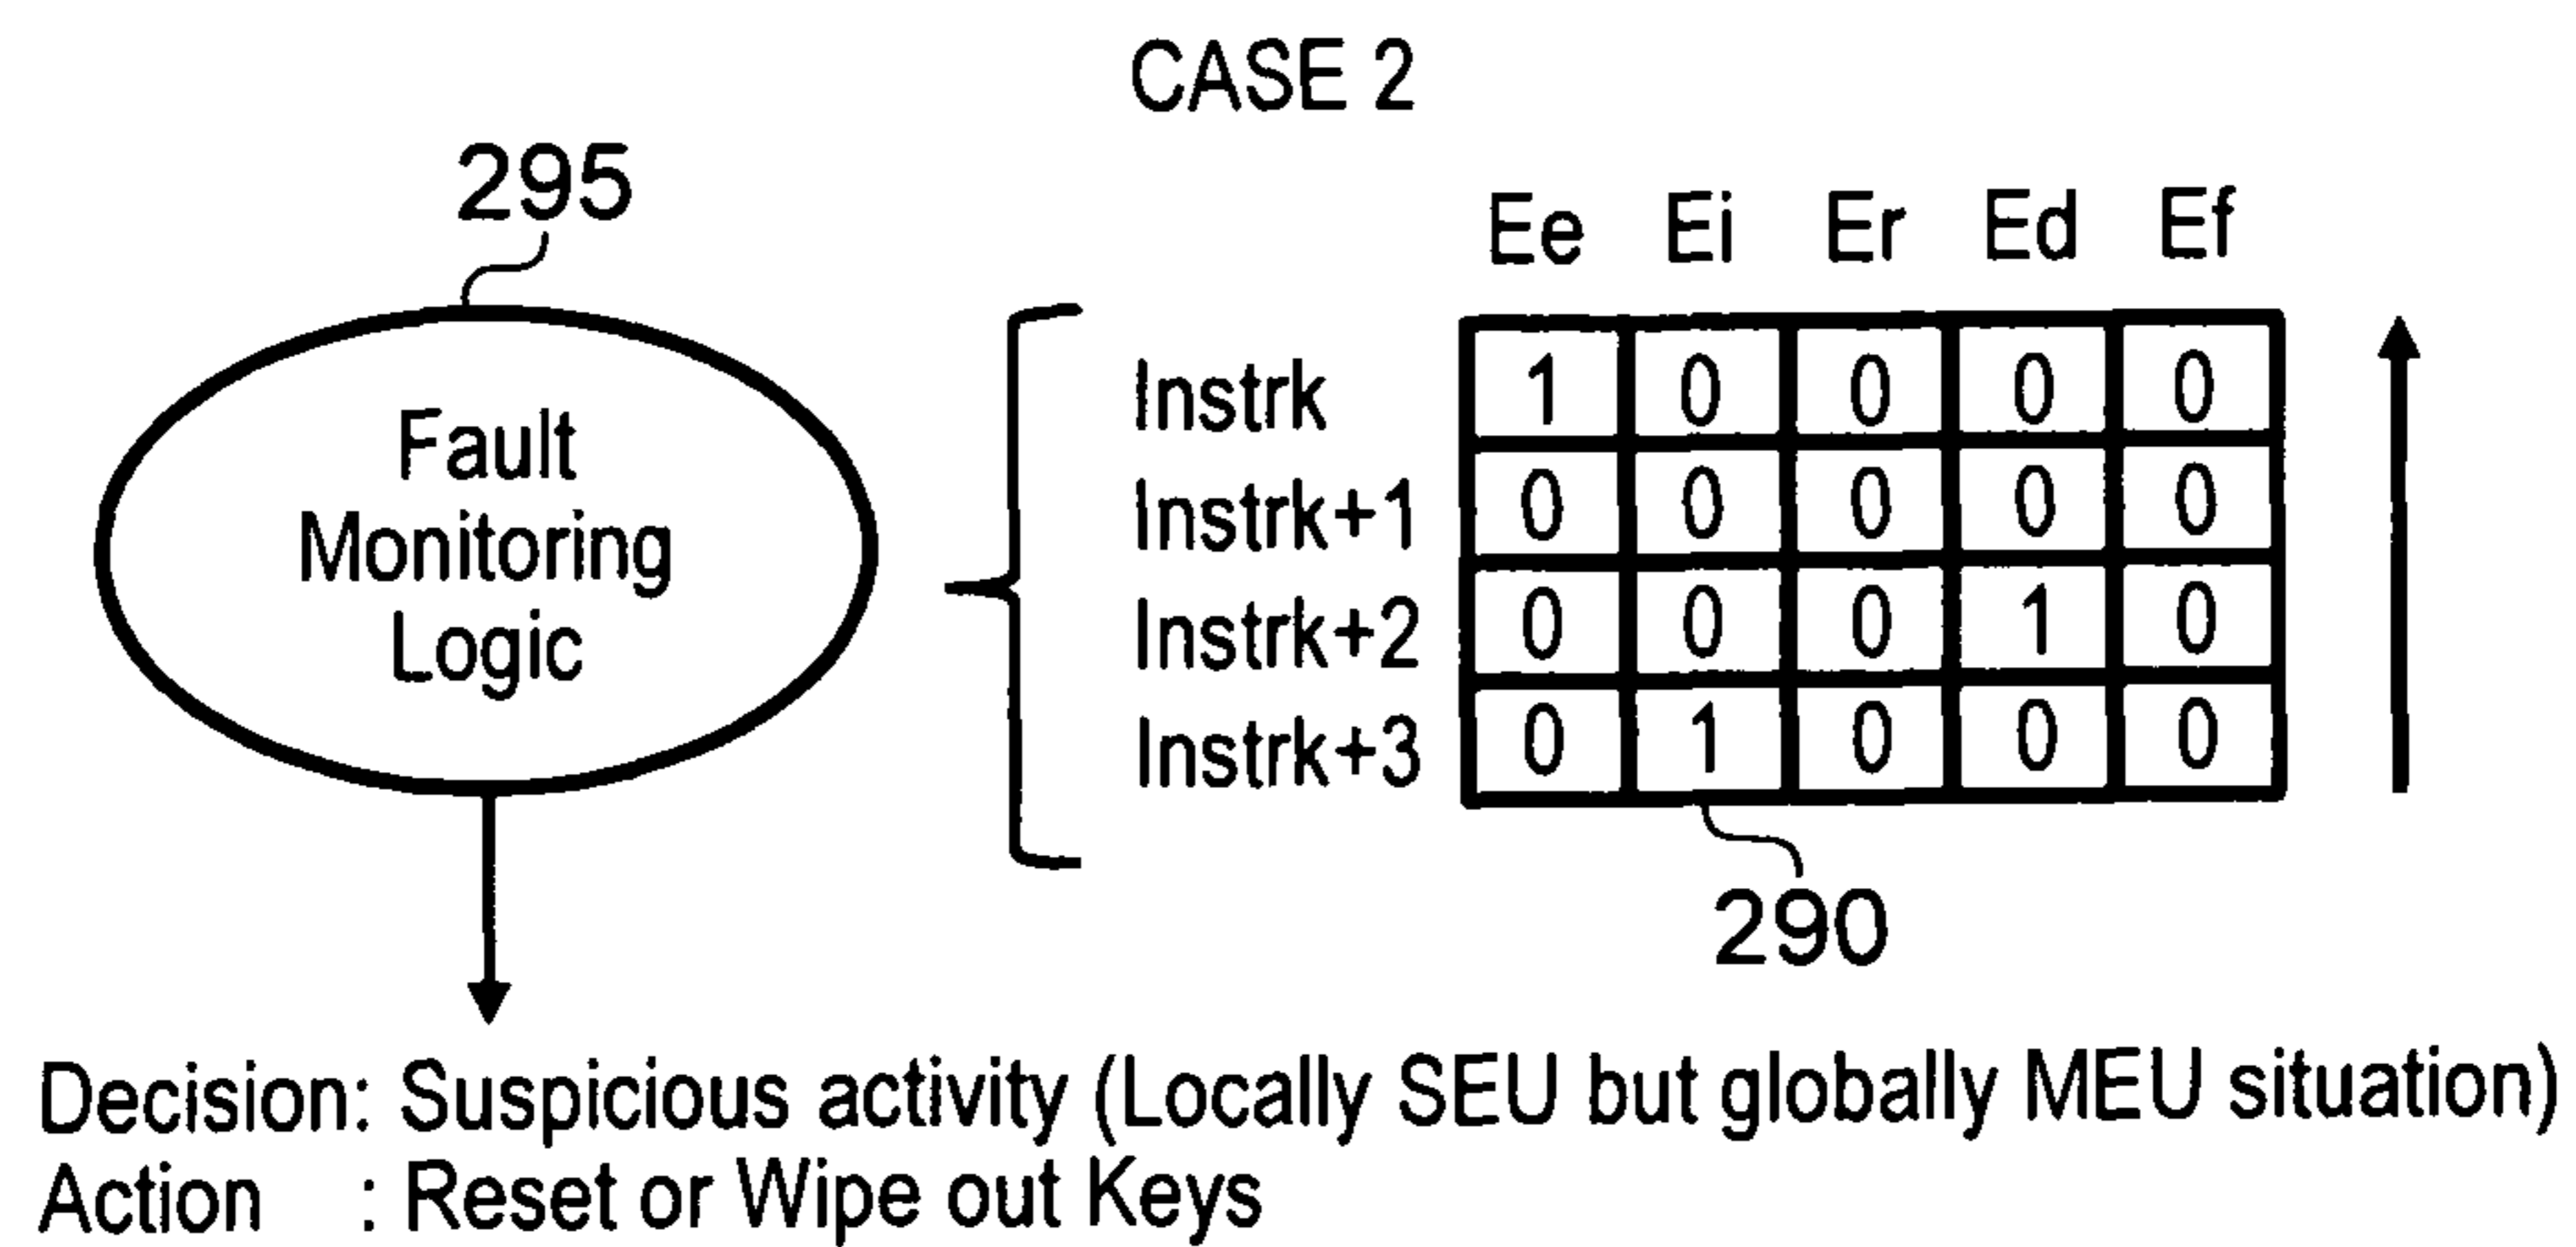 CASE 2
295
Ee Ei Er Ed Ef
Fault
Monitoring
Logic
Instrk 1 0 0 0 0
Instrk+1 0 0 0 0 0
Instrk+2 0 0 0 1 0
Instrk+3 0 1 0 0 0
290
Decision: Suspicious activity (Locally SEU but globally MEU situation)
Action : Reset or Wipe out Keys